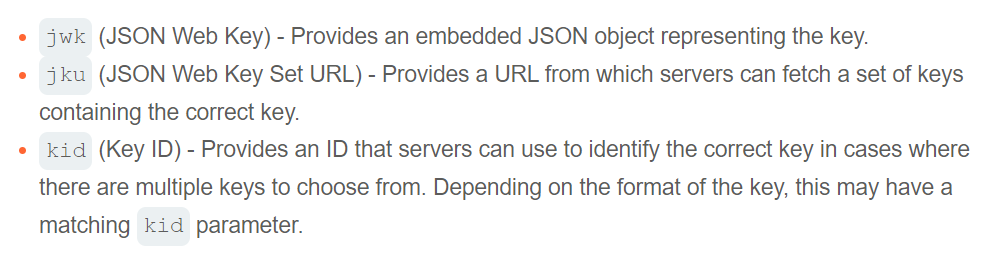 jwk (JSON Web Key) - Provides an embedded JSON object representing the key.
jku (JSON Web Key Set URL) - Provides a URL from which servers can fetch a set of keys
containing the correct key.
kid (Key ID) - Provides an ID that servers can use to identify the correct key in cases where
there are multiple keys to choose from. Depending on the format of the key, this may have a
matching kid parameter.